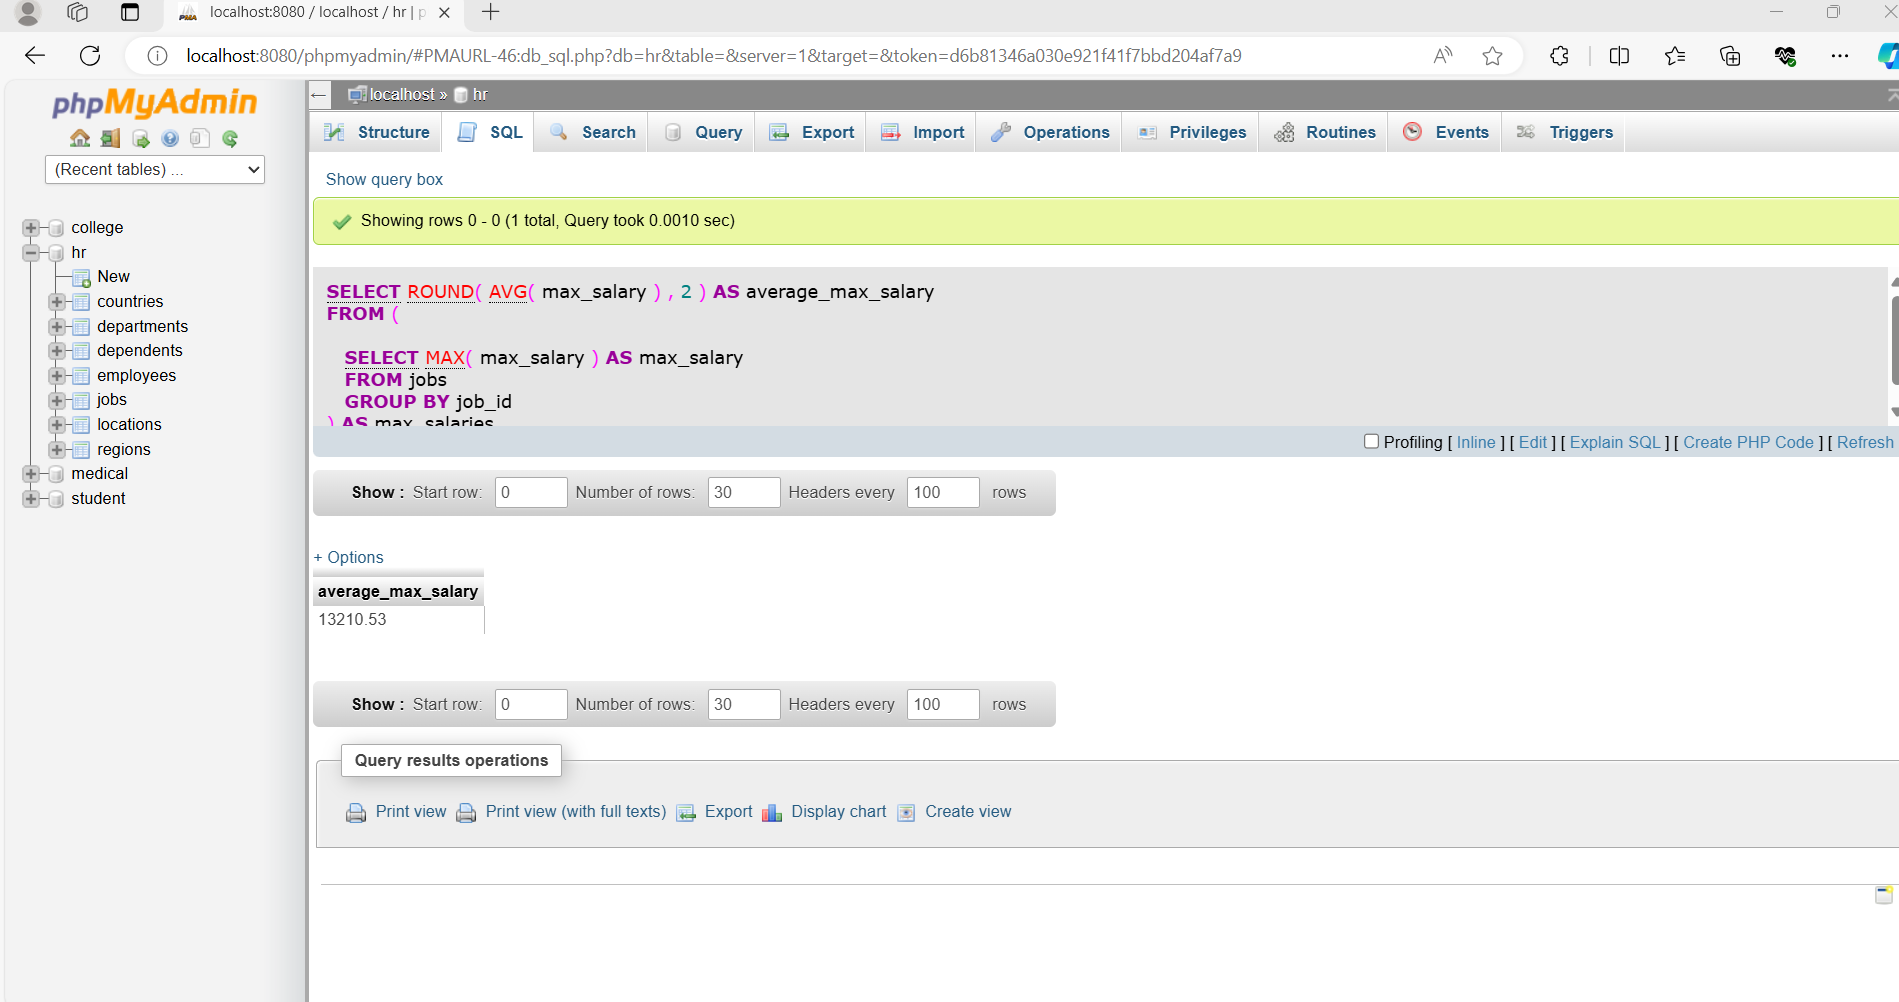 localhost:8080 / localhost / hr | p
localhost:8080/phpmyadmin/#PMAURL-46:db_sql.php?db=hr&table=&server=1&target=&token=d6b81346a030e921f41f7bbd204af7a9
phpMyAdmin
(Recent tables) ...
college
hr
New
countries
departments
dependents
employees
jobs
locations
regions
medical
student
localhost » hr
Structure SQL Search Query Export Import Operations Privileges Routines Events Triggers
Show query box
Showing rows 0 - 0 (1 total, Query took 0.0010 sec)
SELECT ROUND( AVG( max_salary ) , 2 ) AS average_max_salary
FROM (
SELECT MAX( max_salary ) AS max_salary
FROM jobs
GROUP BY job_id
) AS max_salaries
Profiling [ Inline ] [ Edit ] [ Explain SQL ] [ Create PHP Code ] [ Refresh
Show : Start row: 0 Number of rows: 30 Headers every 100 rows
+ Options
average_max_salary
13210.53
Show : Start row: 0 Number of rows: 30 Headers every 100 rows
Query results operations
Print view Print view (with full texts) Export Display chart Create view